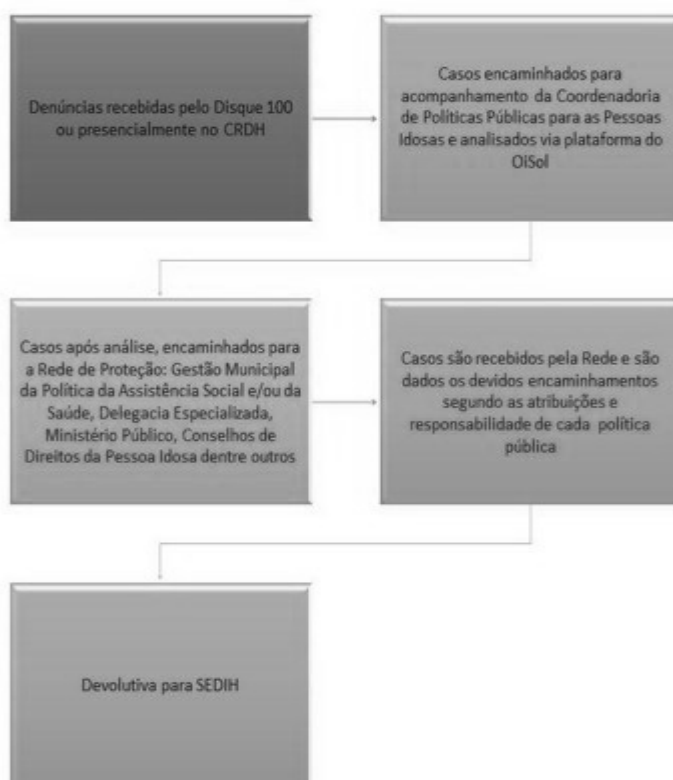 Denúncias recebidas pelo Disque 100
ou presencialmente no CRDH
Casos encaminhados para
acompanhamento da Coordenadoria
de Políticas Públicas para as Pessoas
Idosas e analisados via plataforma do
OiSol
Casos após análise, encaminhados para
a Rede de Proteção: Gestão Municipal
da Política da Assistência Social e/ou da
Saúde, Delegacia Especializada,
Ministério Público, Conselhos de
Direitos da Pessoa Idosa dentre outros
Casos são recebidos pela Rede e são
dados os devidos encaminhamentos
segundo as atribuições e
responsabilidade de cada política
pública
Devolutiva para SEDIH